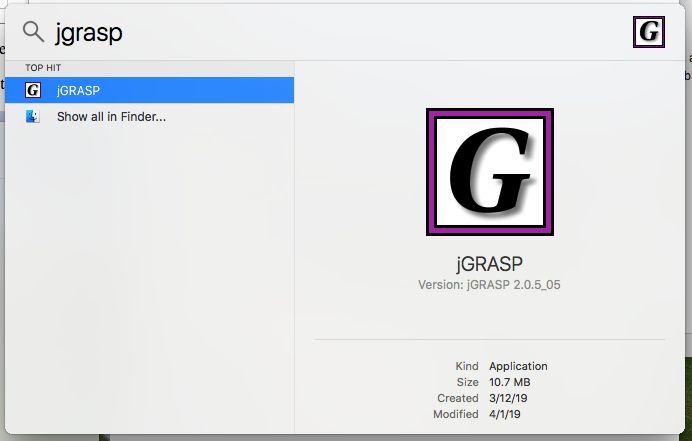 jgrasp
G
TOP HIT
G jGRASP
Show all in Finder...
G
jGRASP
Version: jGRASP 2.0.5_05
Kind Application
Size 10.7 MB
Created 3/12/19
Modified 4/1/19